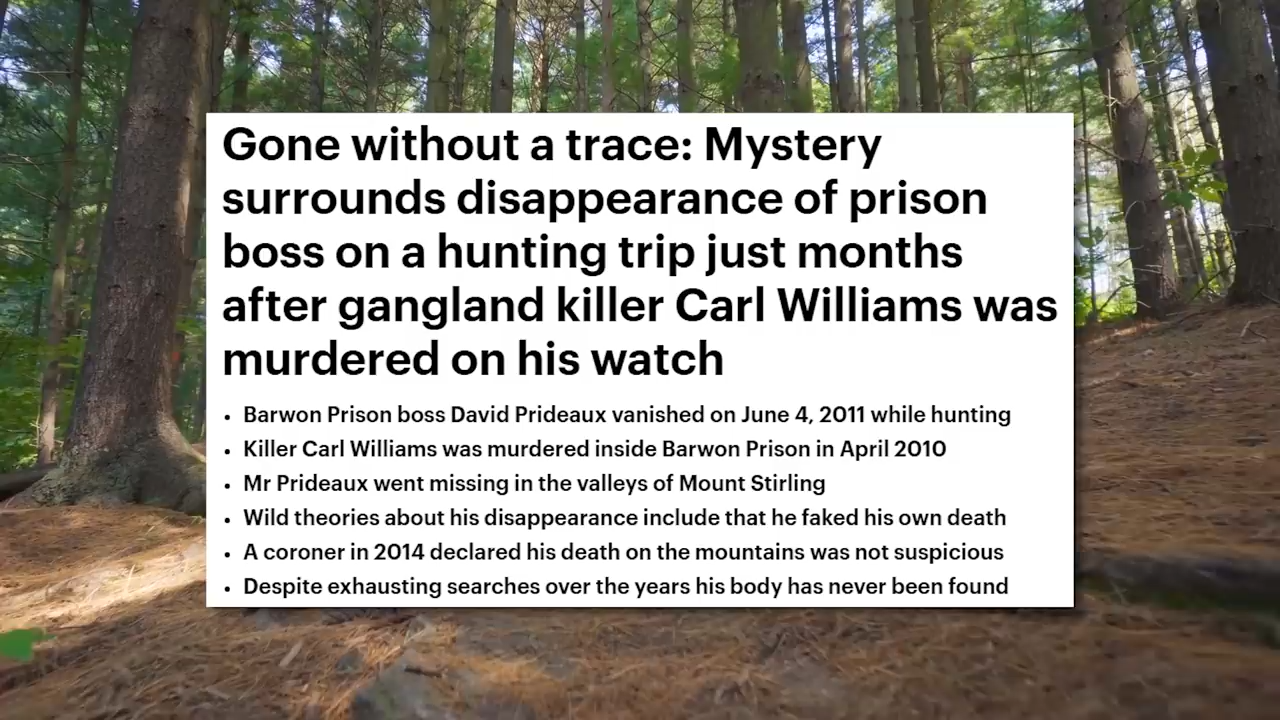 Gone without a trace: Mystery
surrounds disappearance of prison
boss on a hunting trip just months
after gangland killer Carl Williams was
murdered on his watch
• Barwon Prison boss David Prideaux vanished on June 4, 2011 while hunting
• Killer Carl Williams was murdered inside Barwon Prison in April 2010
• Mr Prideaux went missing in the valleys of Mount Stirling
• Wild theories about his disappearance include that he faked his own death
• A coroner in 2014 declared his death on the mountains was not suspicious
• Despite exhausting searches over the years his body has never been found